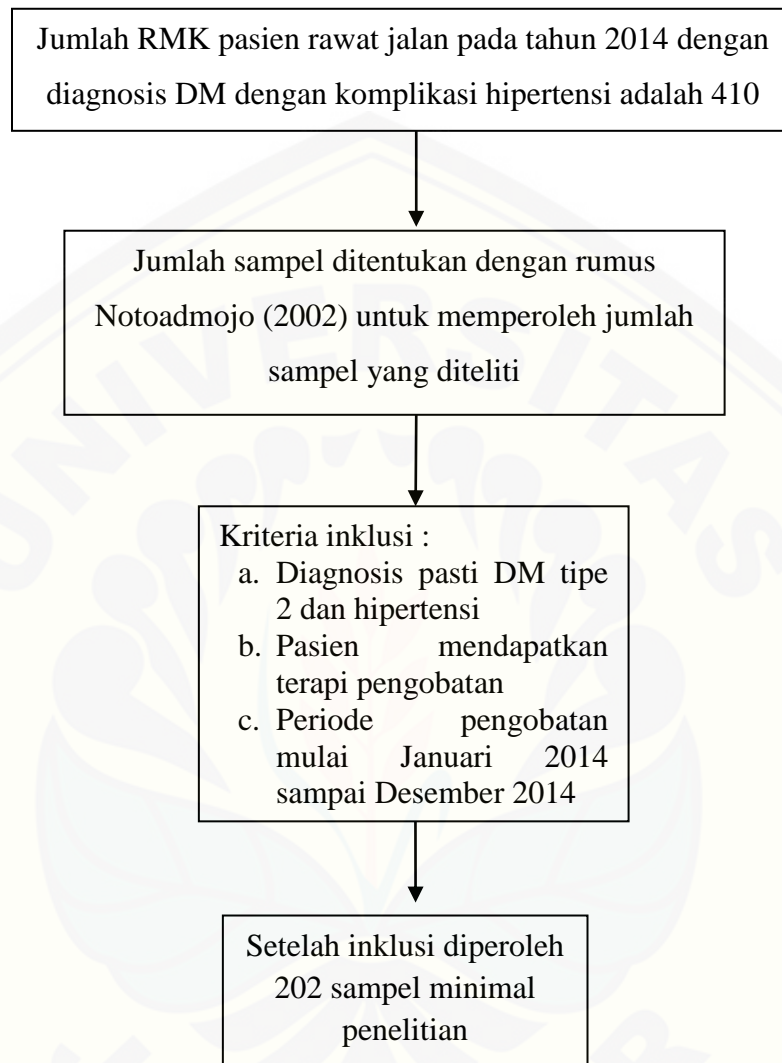 Jumlah RMK pasien rawat jalan pada tahun 2014 dengan
diagnosis DM dengan komplikasi hipertensi adalah 410
Jumlah sampel ditentukan dengan rumus
Notoadmojo (2002) untuk memperoleh jumlah
sampel yang diteliti
Kriteria inklusi :
a. Diagnosis pasti DM tipe
2 dan hipertensi
b. Pasien mendapatkan
terapi pengobatan
c. Periode pengobatan
mulai Januari 2014
sampai Desember 2014
Setelah inklusi diperoleh
202 sampel minimal
penelitian
UNIVERSITAS